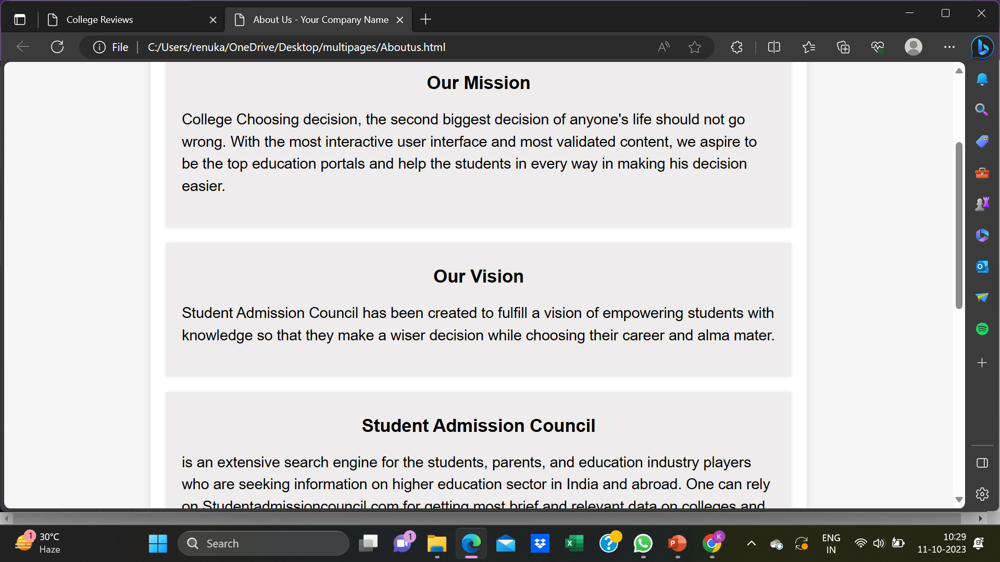 College Reviews
About Us - Your Company Name
File
C:/Users/renuka/OneDrive/Desktop/multipages/Aboutus.html
Our Mission
College Choosing decision, the second biggest decision of anyone's life should not go
wrong. With the most interactive user interface and most validated content, we aspire to
be the top education portals and help the students in every way in making his decision
easier.
Our Vision
Student Admission Council has been created to fulfill a vision of empowering students with
knowledge so that they make a wiser decision while choosing their career and alma mater.
Student Admission Council
is an extensive search engine for the students, parents, and education industry players
who are seeking information on higher education sector in India and abroad. One can rely
on Studentadmissioncouncil.com for getting most brief and relevant data on colleges and
1
30°C
Haze
Search
1
K
ENG
IN
10:29
11-10-2023